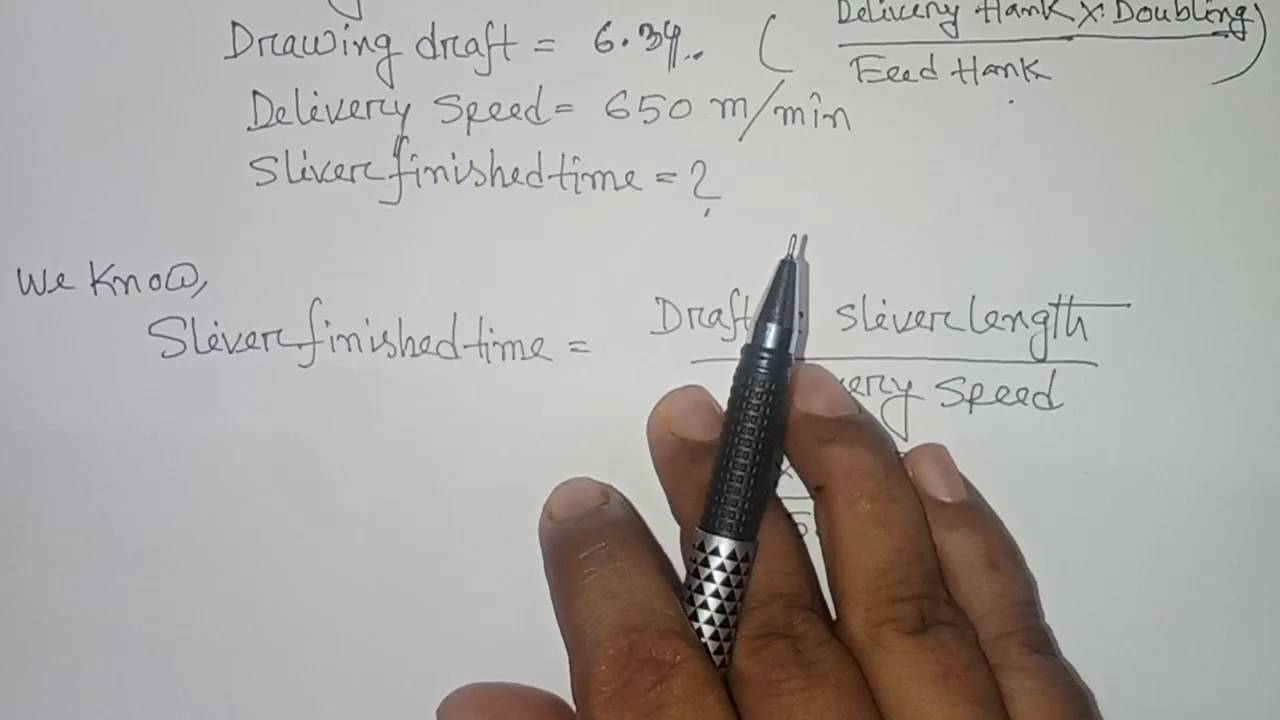 Drawing draft = 6.34.. ( Delivery Hank x Doubling / Feed Hank )
Delivery Speed = 650 m/min
Sliver finished time = ?
We Know,
Sliver finished time = Draft sliver length
Speed